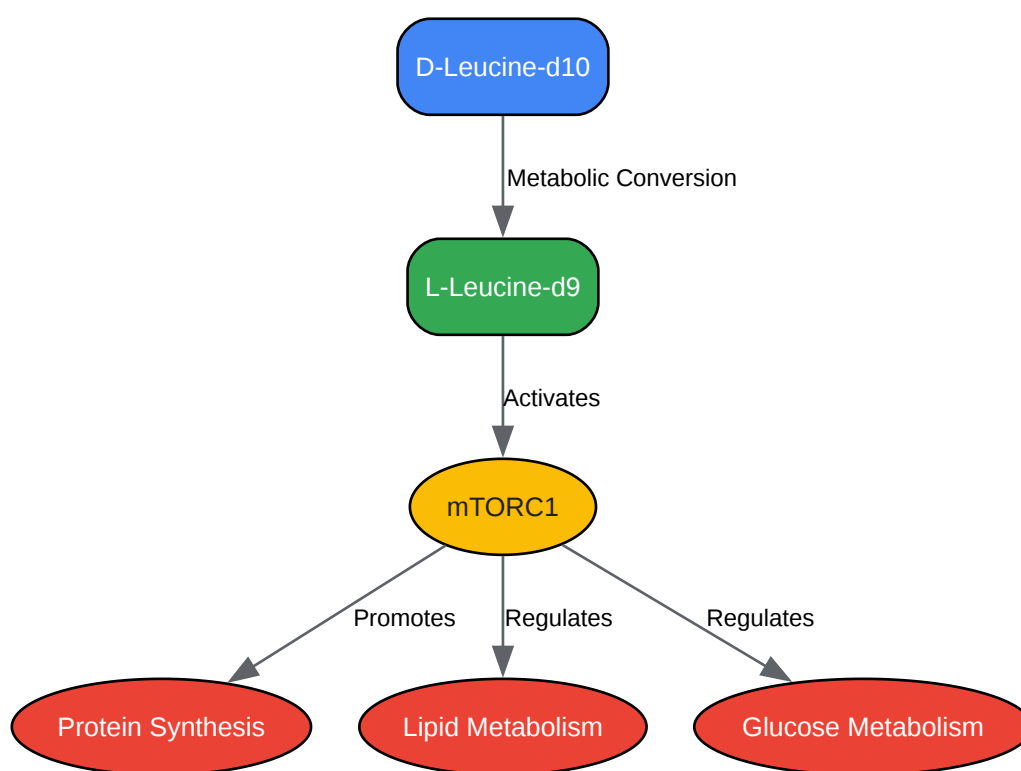 D-Leucine-d10
Metabolic Conversion
L-Leucine-d9
Activates
mTORC1
Promotes
Regulates
Regulates
Protein Synthesis
Lipid Metabolism
Glucose Metabolism